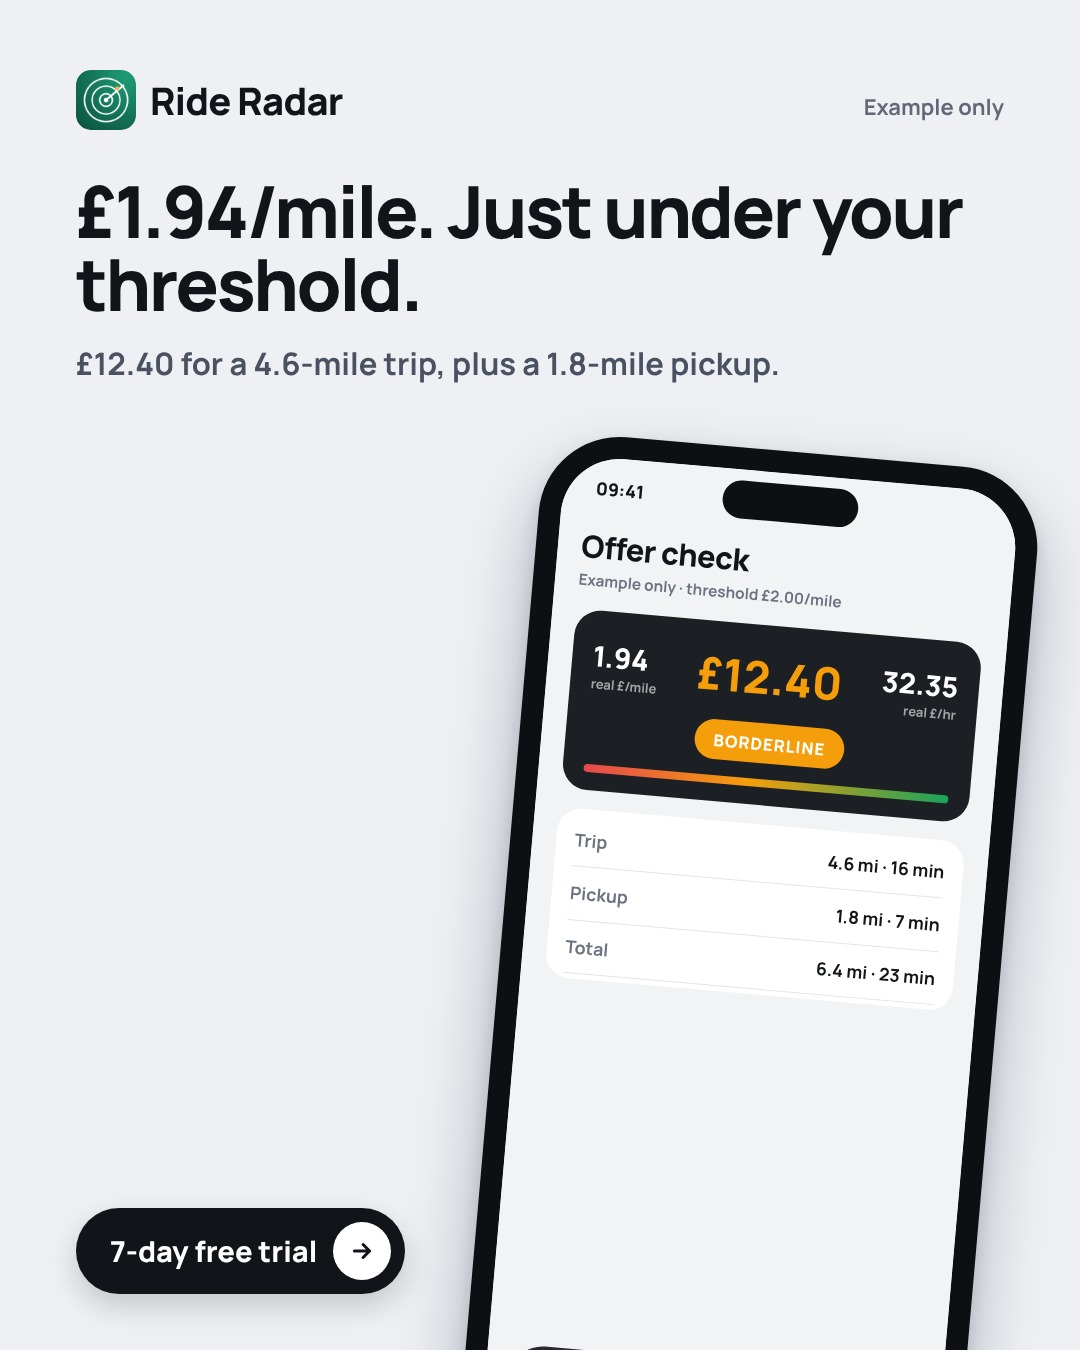 Ride Radar
Example only
£1.94/mile. Just under your
threshold.
£12.40 for a 4.6-mile trip, plus a 1.8-mile pickup.
09:41
Offer check
Example only · threshold £2.00/mile
1.94
real £/mile
£12.40
32.35
real £/hr
BORDERLINE
Trip
4.6 mi · 16 min
Pickup
1.8 mi · 7 min
Total
6.4 mi · 23 min
7-day free trial